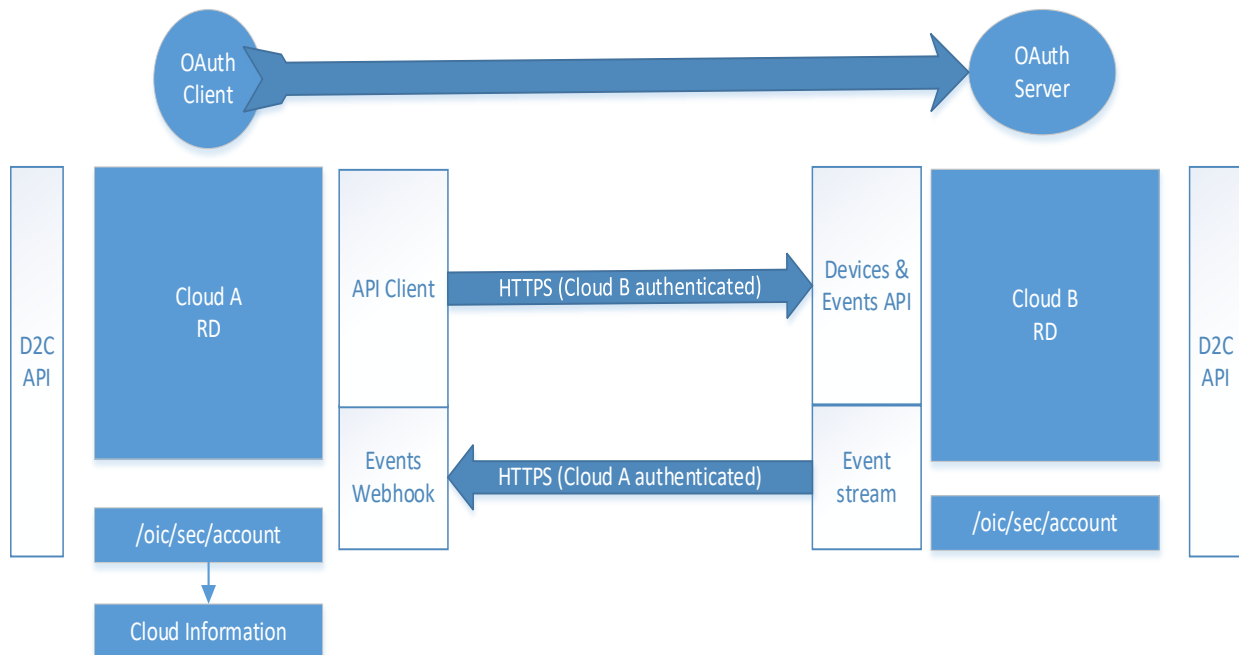 OAuth
Client
OAuth
Server
D2C
API
Cloud A
RD
API Client
HTTPS (Cloud B authenticated)
Devices &
Events API
Cloud B
RD
D2C
API
Events
Webhook
HTTPS (Cloud A authenticated)
Event
stream
/oic/sec/account
/oic/sec/account
Cloud Information